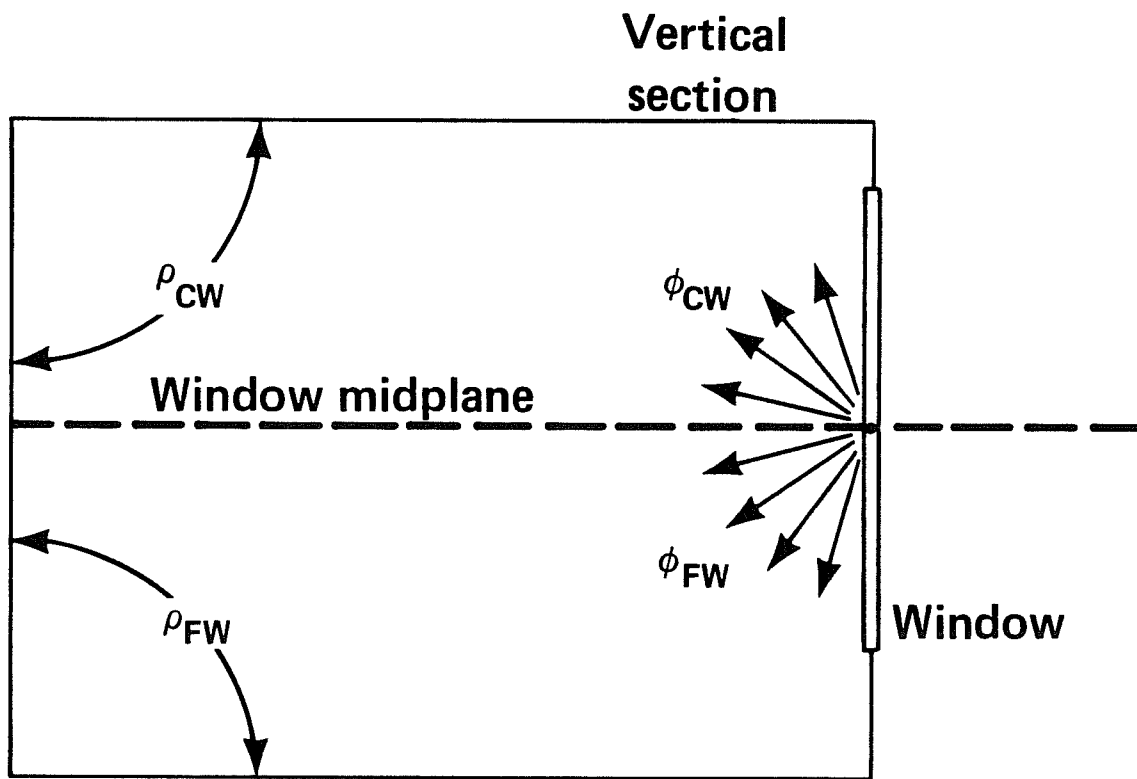 Vertical
section
ρCW
ϕCW
Window midplane
ϕFW
ρFW
Window